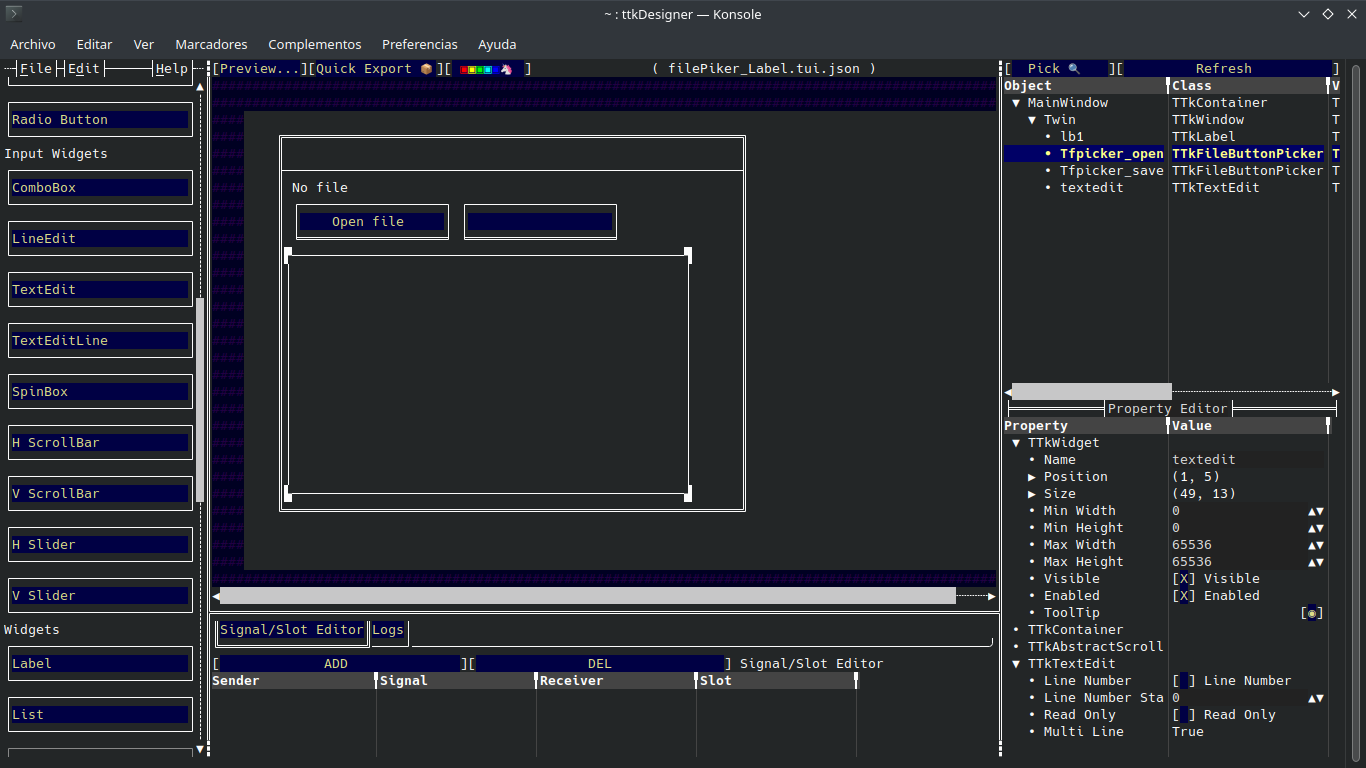 ~ : ttkDesigner — Konsole
Archivo Editar Ver Marcadores Complementos Preferencias Ayuda
File Edit Help
Radio Button
Input Widgets
ComboBox
LineEdit
TextEdit
TextEditLine
SpinBox
H ScrollBar
V ScrollBar
H Slider
V Slider
Widgets
Label
List
[Preview...][Quick Export 📦][ 🦄 ] ( filePiker_Label.tui.json )
No file
Open file
Signal/Slot Editor Logs
[ ADD ][ DEL ] Signal/Slot Editor
Sender Signal Receiver Slot
[ Pick 🔍 ][ Refresh ]
Object Class V
▼ MainWindow TTkContainer T
▼ Twin TTkWindow T
• lb1 TTkLabel T
• Tfpicker_open TTkFileButtonPicker T
• Tfpicker_save TTkFileButtonPicker T
• textedit TTkTextEdit T
Property Editor
Property Value
▼ TTkWidget
• Name textedit
▶ Position (1, 5)
▶ Size (49, 13)
• Min Width 0 ▲▼
• Min Height 0 ▲▼
• Max Width 65536 ▲▼
• Max Height 65536 ▲▼
• Visible [X] Visible
• Enabled [X] Enabled
• ToolTip [◉]
• TTkContainer
• TTkAbstractScroll
▼ TTkTextEdit
• Line Number [ ] Line Number
• Line Number Sta 0 ▲▼
• Read Only [ ] Read Only
• Multi Line True